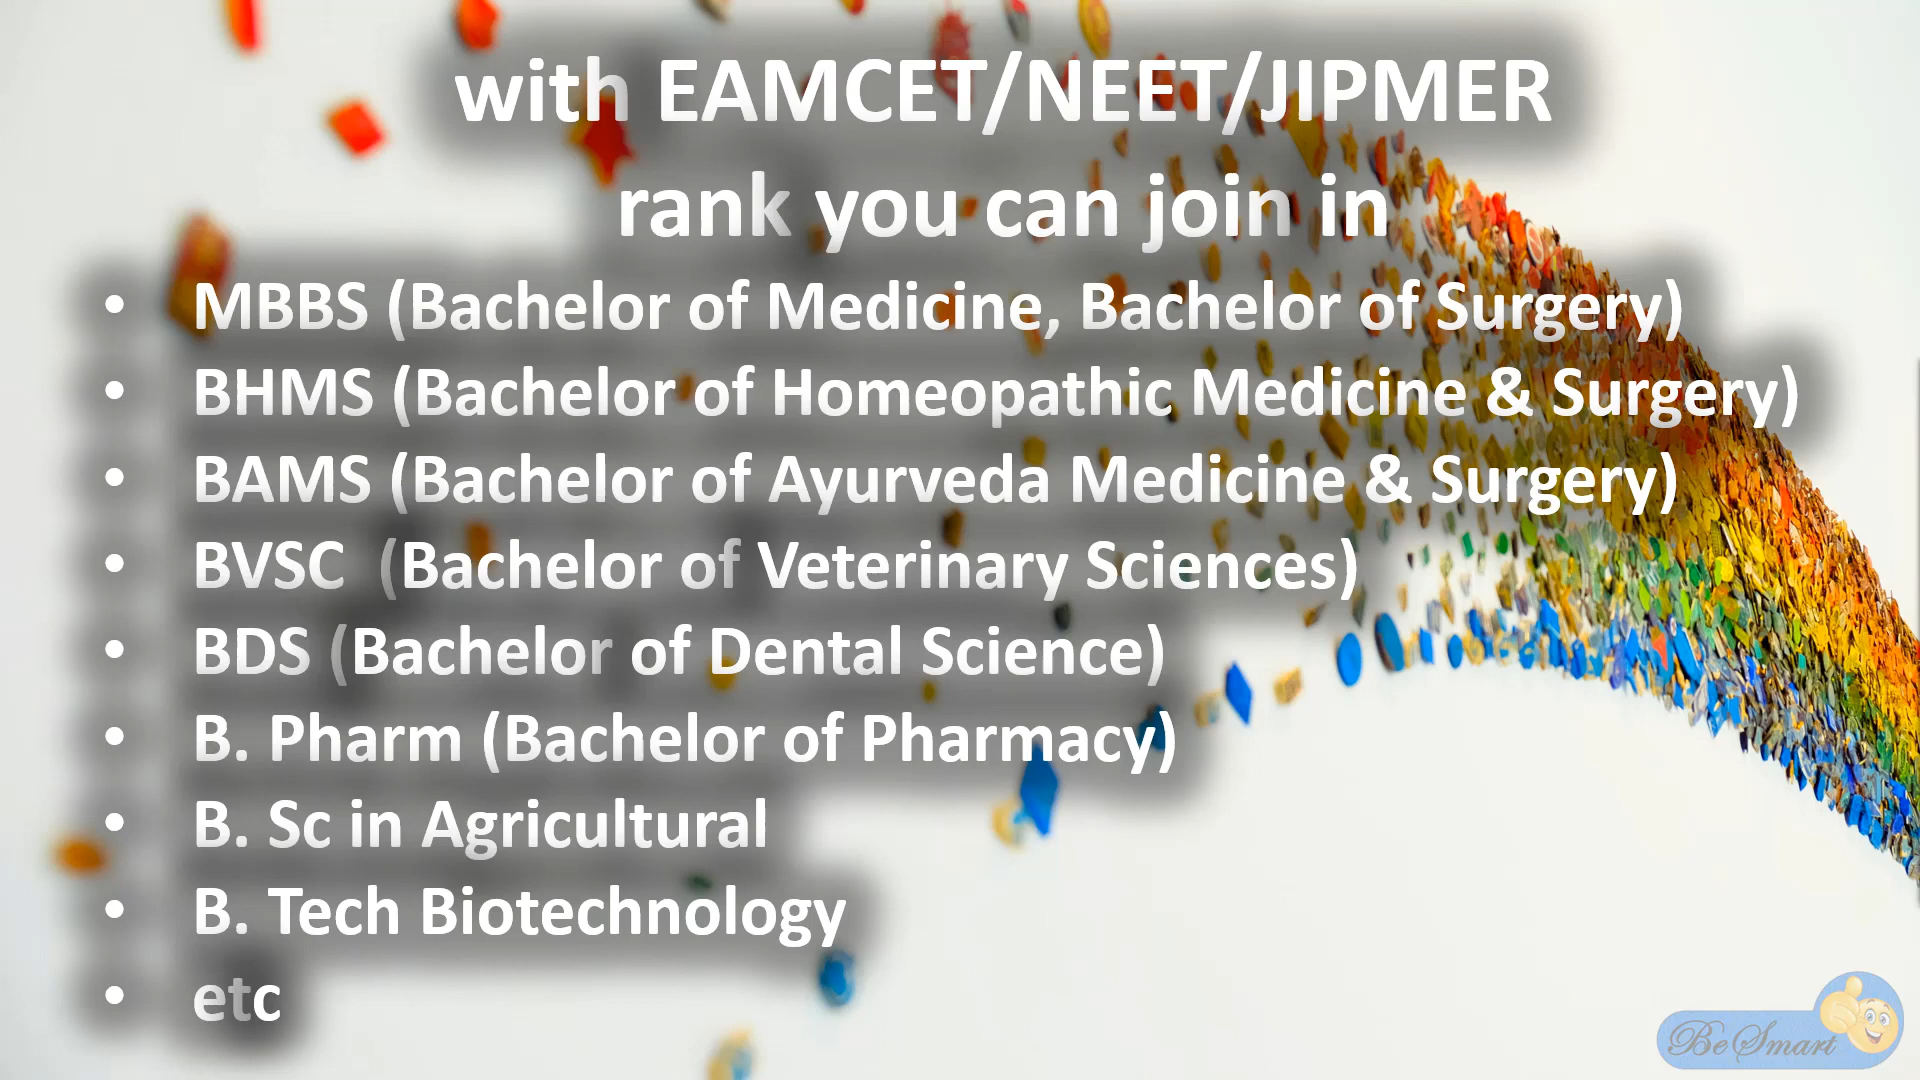 with EAMCET/NEET/JIPMER
rank you can join in
• MBBS (Bachelor of Medicine, Bachelor of Surgery)
• BHMS (Bachelor of Homeopathic Medicine & Surgery)
• BAMS (Bachelor of Ayurveda Medicine & Surgery)
• BVSC (Bachelor of Veterinary Sciences)
• BDS (Bachelor of Dental Science)
• B. Pharm (Bachelor of Pharmacy)
• B. Sc in Agricultural
• B. Tech Biotechnology
• etc
Be Smart